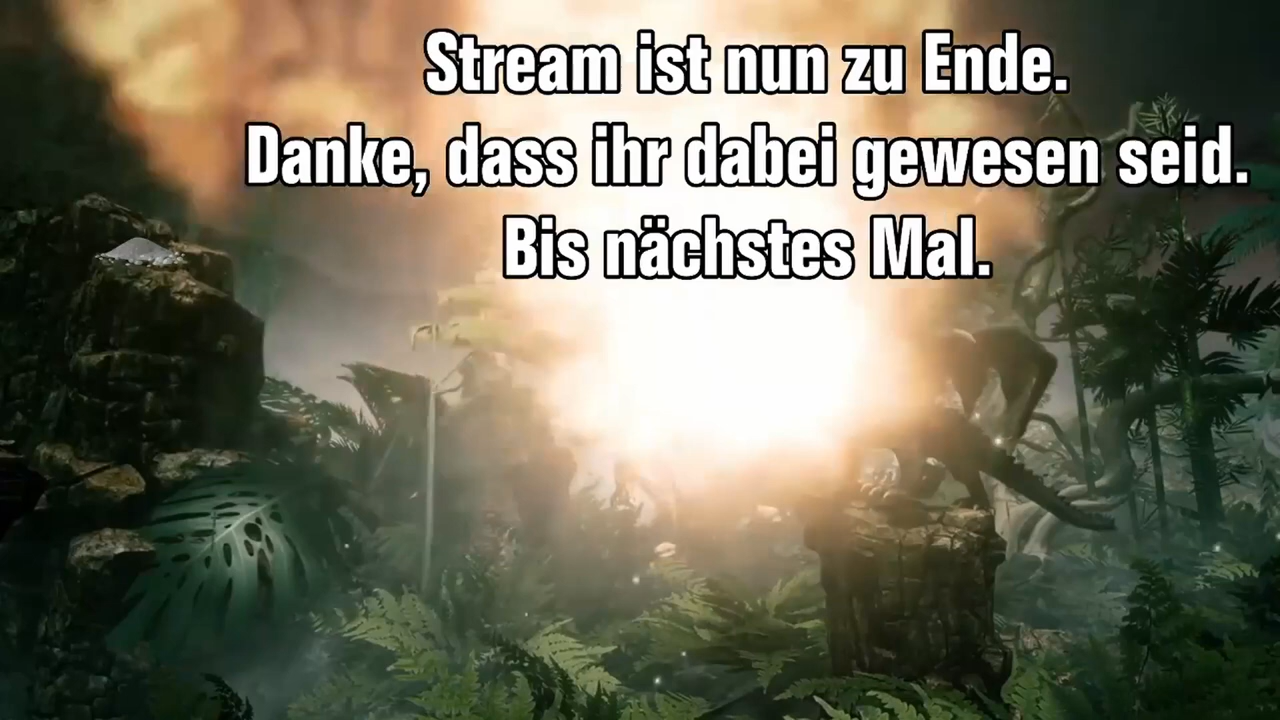 Stream ist nun zu Ende.
Danke, dass ihr dabei gewesen seid.
Bis nächstes Mal.